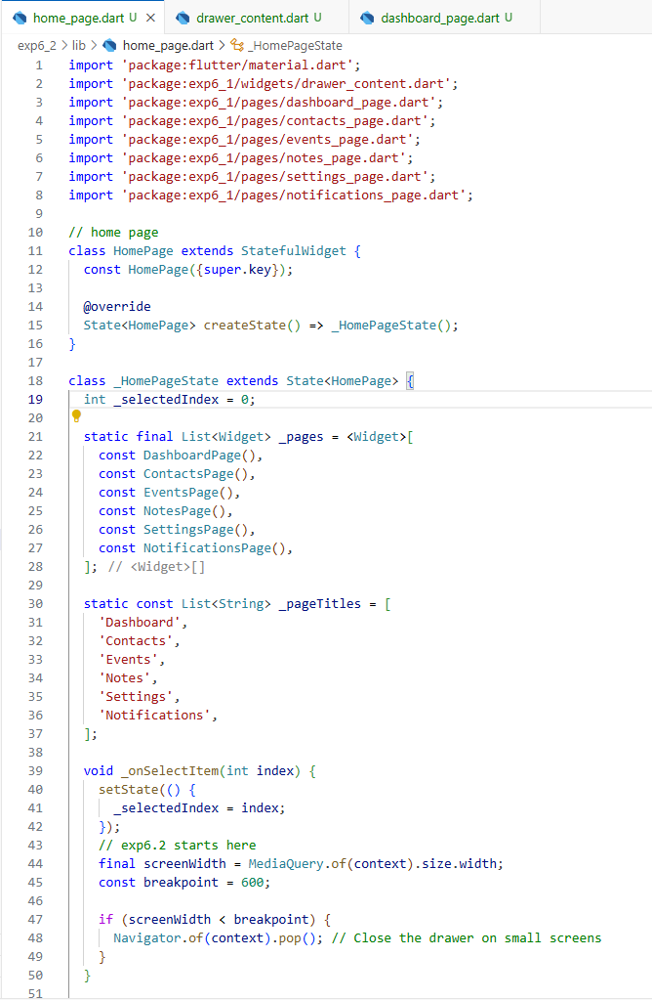 home_page.dart U ×
drawer_content.dart U
dashboard_page.dart U
exp6_2 > lib > home_page.dart > _HomePageState
1 import 'package:flutter/material.dart';
2 import 'package:exp6_1/widgets/drawer_content.dart';
3 import 'package:exp6_1/pages/dashboard_page.dart';
4 import 'package:exp6_1/pages/contacts_page.dart';
5 import 'package:exp6_1/pages/events_page.dart';
6 import 'package:exp6_1/pages/notes_page.dart';
7 import 'package:exp6_1/pages/settings_page.dart';
8 import 'package:exp6_1/pages/notifications_page.dart';
9
10 // home page
11 class HomePage extends StatefulWidget {
12   const HomePage({super.key});
13
14   @override
15   State<HomePage> createState() => _HomePageState();
16 }
17
18 class _HomePageState extends State<HomePage> {
19   int _selectedIndex = 0;
20
21   static final List<Widget> _pages = <Widget>[
22     const DashboardPage(),
23     const ContactsPage(),
24     const EventsPage(),
25     const NotesPage(),
26     const SettingsPage(),
27     const NotificationsPage(),
28   ]; // <Widget>[]
29
30   static const List<String> _pageTitles = [
31     'Dashboard',
32     'Contacts',
33     'Events',
34     'Notes',
35     'Settings',
36     'Notifications',
37   ];
38
39   void _onSelectItem(int index) {
40     setState(() {
41       _selectedIndex = index;
42     });
43     // exp6.2 starts here
44     final screenWidth = MediaQuery.of(context).size.width;
45     const breakpoint = 600;
46
47     if (screenWidth < breakpoint) {
48       Navigator.of(context).pop(); // Close the drawer on small screens
49     }
50   }
51